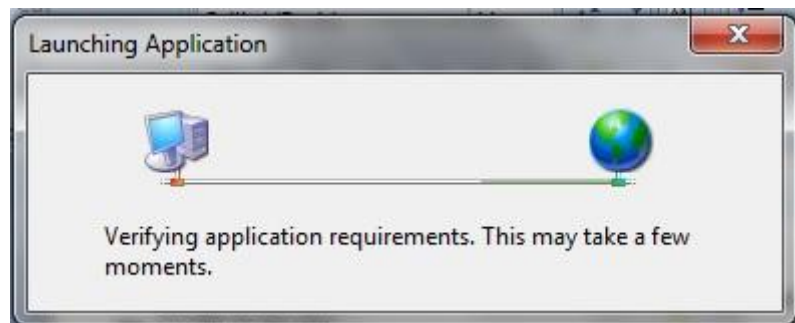 Launching Application
Verifying application requirements. This may take a few
moments.